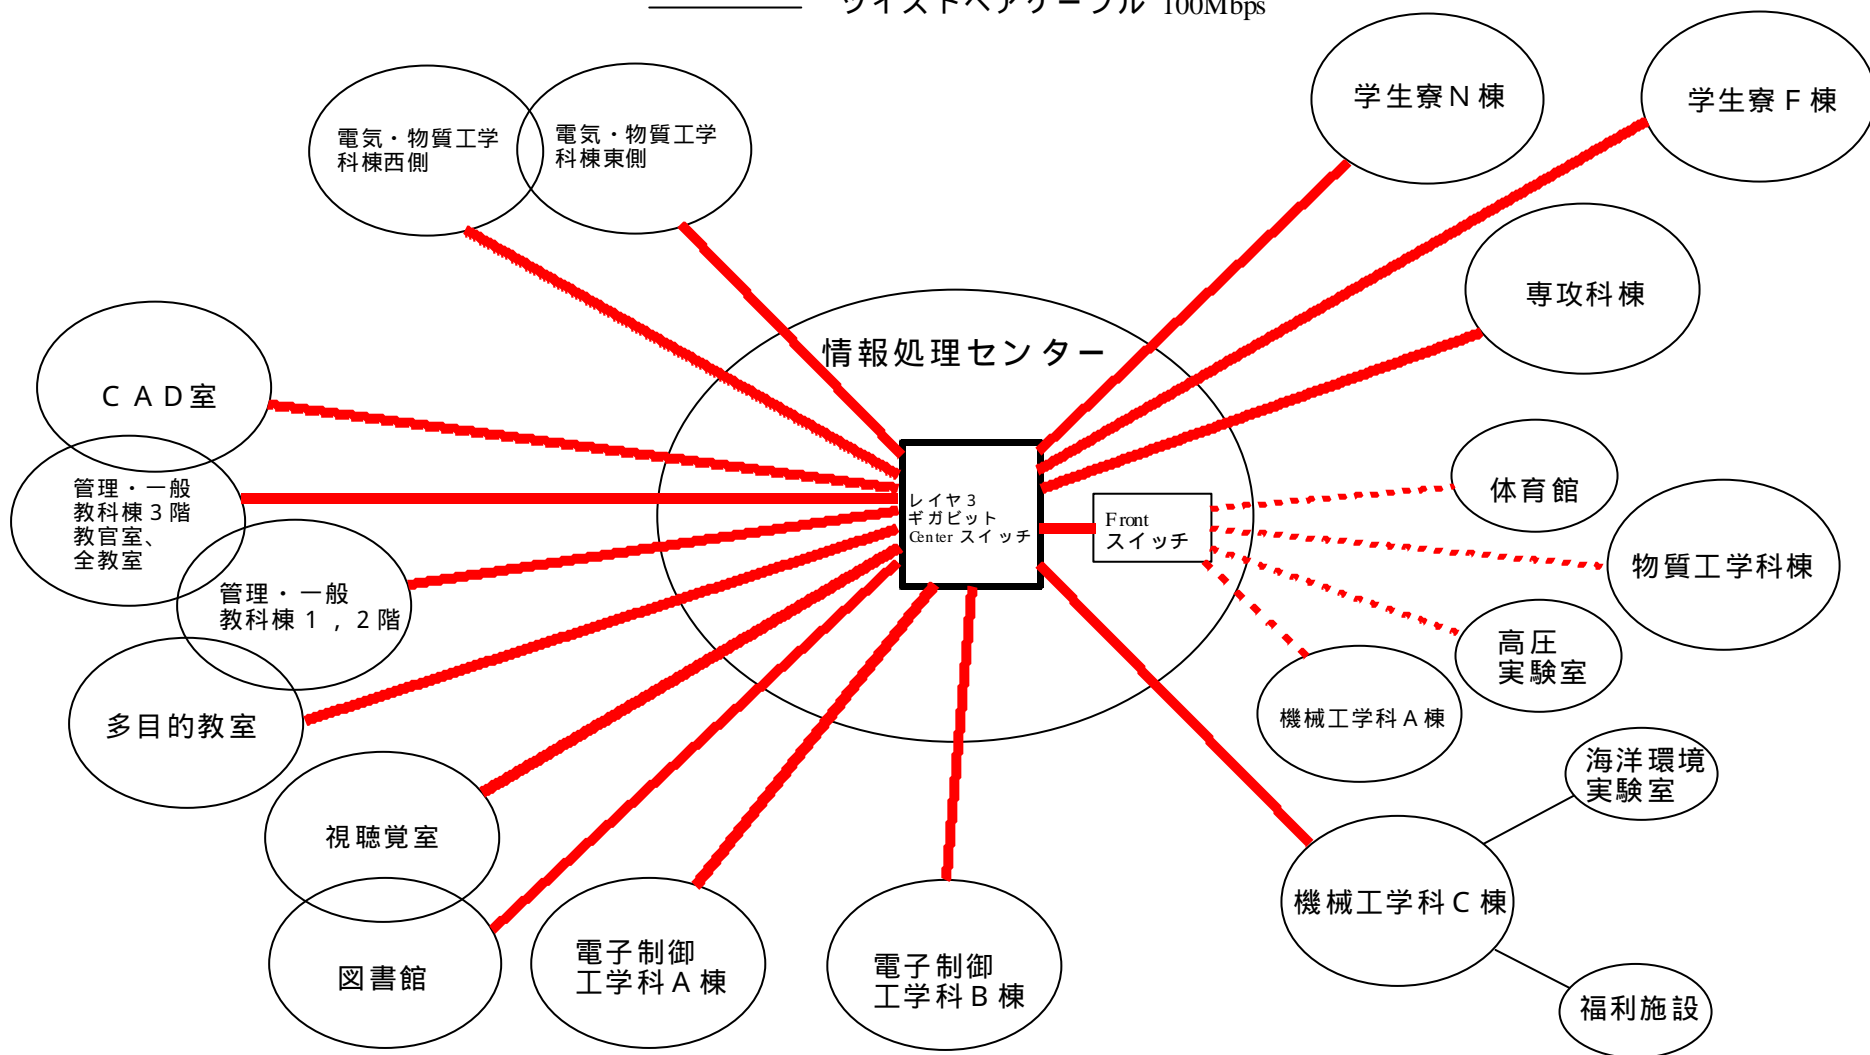 ツイストペアケーブル 100Mbps
学生寮Ｎ棟
学生寮Ｆ棟
電気・物質工学
科棟西側
電気・物質工学
科棟東側
専攻科棟
情報処理センター
ＣＡＤ室
管理・一般
教科棟３階
教官室、
全教室
レイヤ３
ギガビット
Center スイッチ
Front
スイッチ
体育館
物質工学科棟
管理・一般
教科棟１，２階
高圧
実験室
機械工学科Ａ棟
多目的教室
海洋環境
実験室
視聴覚室
機械工学科Ｃ棟
図書館
電子制御
工学科Ａ棟
電子制御
工学科Ｂ棟
福利施設